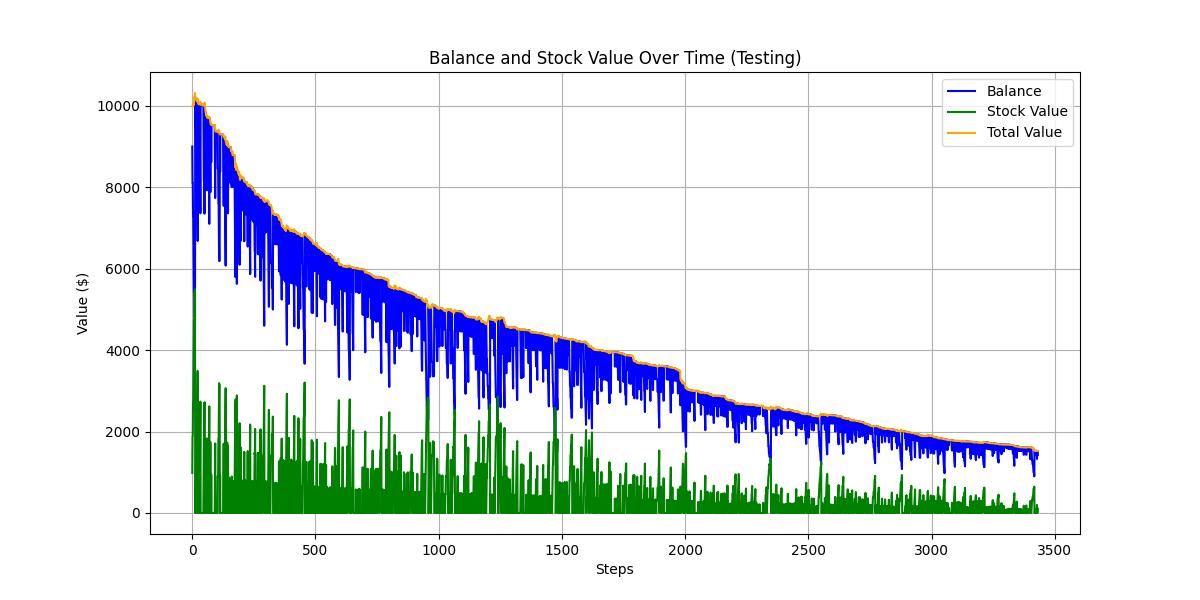 Balance and Stock Value Over Time (Testing)
Balance
Stock Value
Total Value
Value ($)
10000
8000
6000
4000
2000
0
0 500 1000 1500 2000 2500 3000 3500
Steps